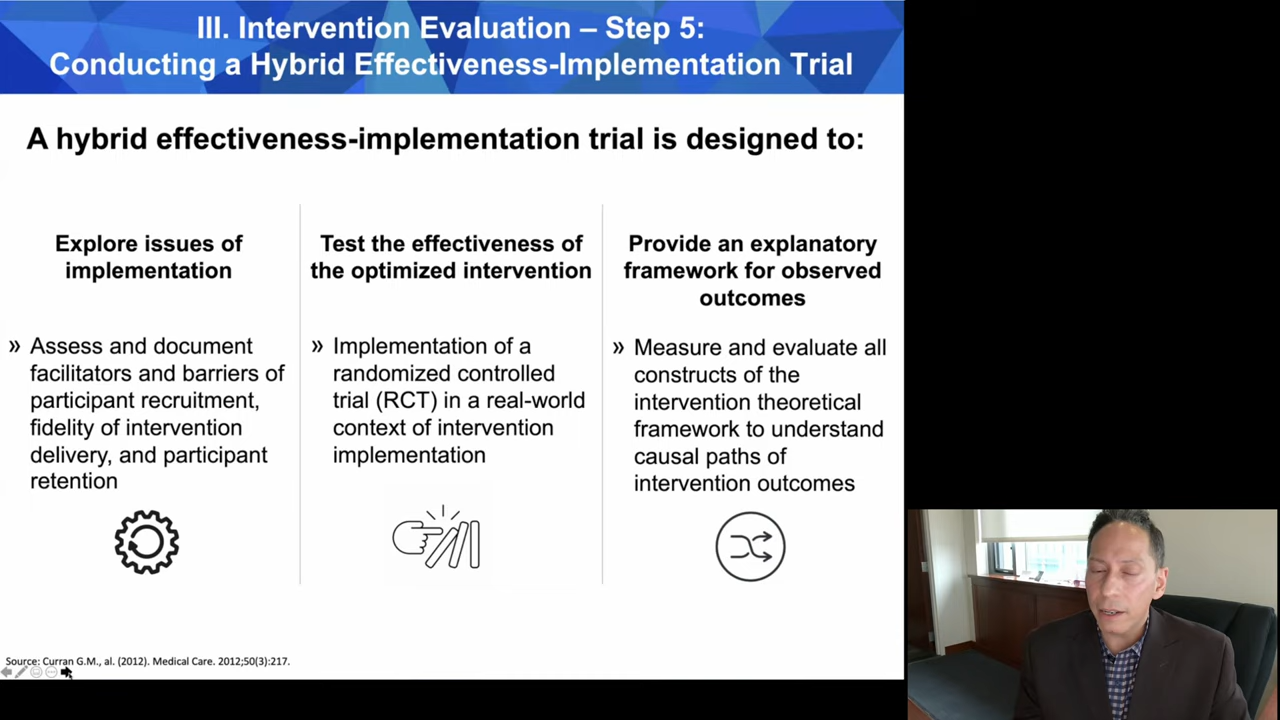 III. Intervention Evaluation – Step 5:
Conducting a Hybrid Effectiveness-Implementation Trial
A hybrid effectiveness-implementation trial is designed to:
Explore issues of
implementation
» Assess and document
facilitators and barriers of
participant recruitment,
fidelity of intervention
delivery, and participant
retention
Test the effectiveness of
the optimized intervention
» Implementation of a
randomized controlled
trial (RCT) in a real-world
context of intervention
implementation
Provide an explanatory
framework for observed
outcomes
» Measure and evaluate all
constructs of the
intervention theoretical
framework to understand
causal paths of
intervention outcomes
Source: Curran G.M., al. (2012). Medical Care. 2012;50(3):217.